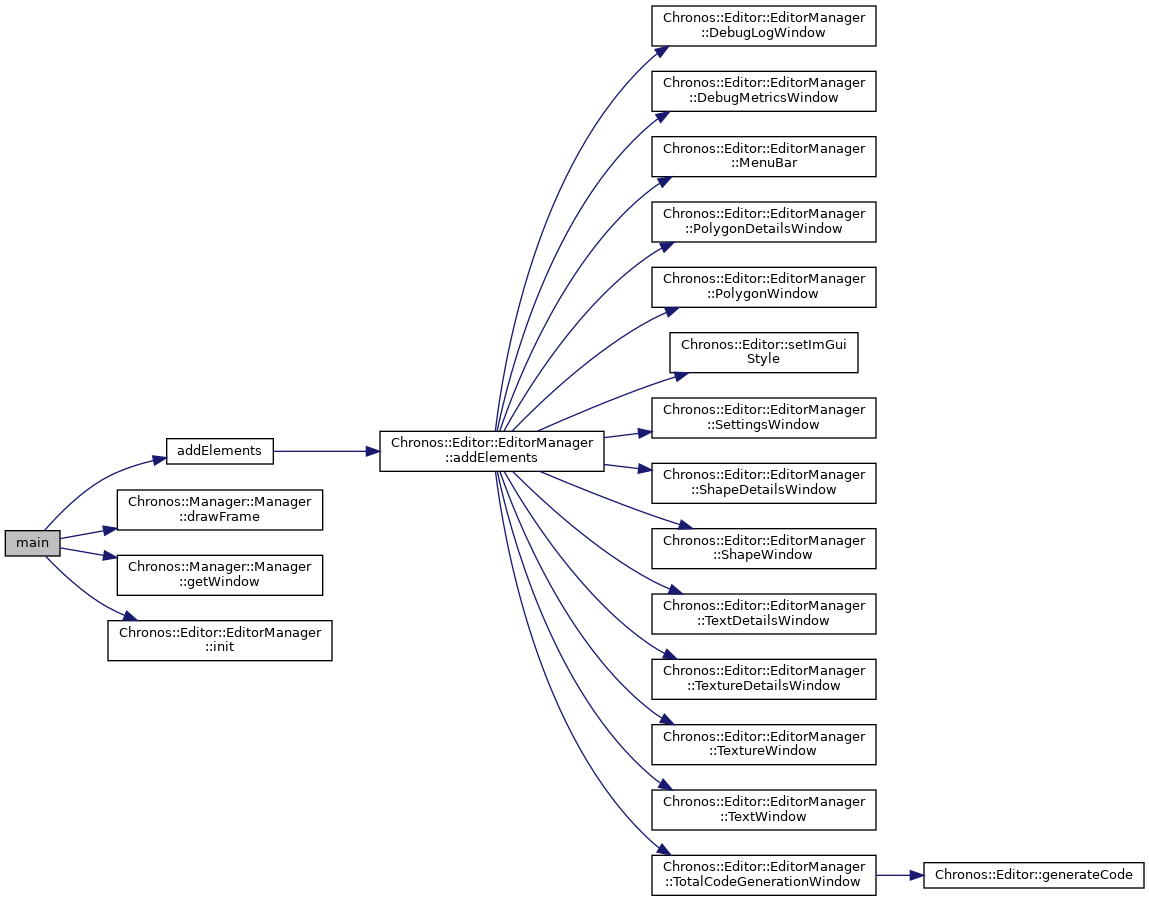 main
addElements
Chronos::Manager::Manager
::drawFrame
Chronos::Manager::Manager
::getWindow
Chronos::Editor::EditorManager
::init
Chronos::Editor::EditorManager
::addElements
Chronos::Editor::EditorManager
::DebugLogWindow
Chronos::Editor::EditorManager
::DebugMetricsWindow
Chronos::Editor::EditorManager
::MenuBar
Chronos::Editor::EditorManager
::PolygonDetailsWindow
Chronos::Editor::EditorManager
::PolygonWindow
Chronos::Editor::setImGui
Style
Chronos::Editor::EditorManager
::SettingsWindow
Chronos::Editor::EditorManager
::ShapeDetailsWindow
Chronos::Editor::EditorManager
::ShapeWindow
Chronos::Editor::EditorManager
::TextDetailsWindow
Chronos::Editor::EditorManager
::TextureDetailsWindow
Chronos::Editor::EditorManager
::TextureWindow
Chronos::Editor::EditorManager
::TextWindow
Chronos::Editor::EditorManager
::TotalCodeGenerationWindow
Chronos::Editor::generateCode